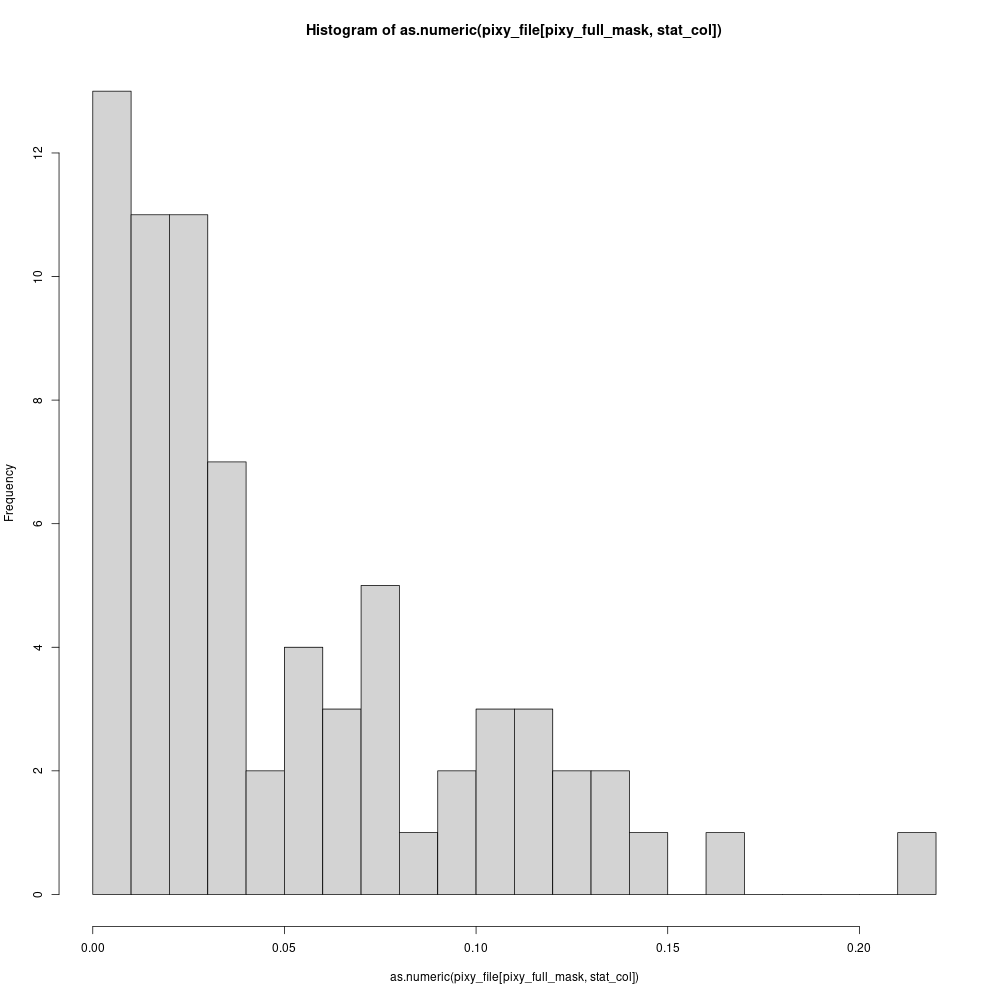 Histogram of as.numeric(pixy_file[pixy_full_mask, stat_col])
12
10
8
6
4
2
0
Frequency
0.00 0.05 0.10 0.15 0.20
as.numeric(pixy_file[pixy_full_mask, stat_col])